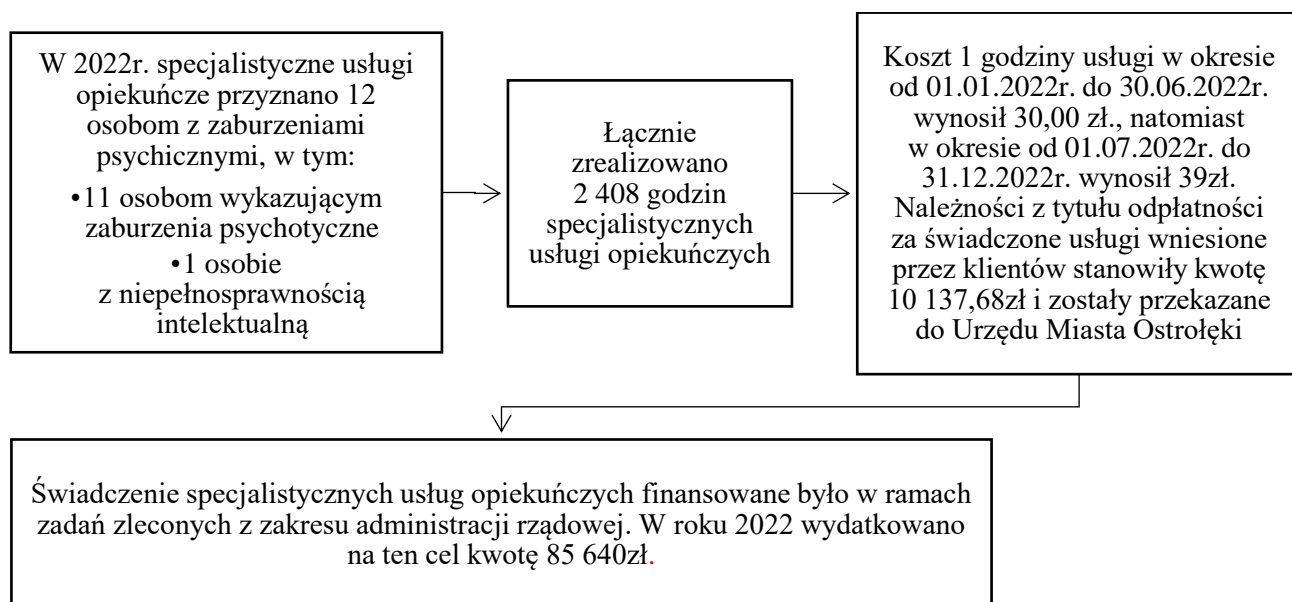 W 2022r. specjalistyczne usługi
opiekuńcze przyznano 12
osobom z zaburzeniami
psychicznymi, w tym:
•11 osobom wykazującym
zaburzenia psychotyczne
•1 osobie
z niepełnosprawnością
intelektualną
Łącznie
zrealizowano
2 408 godzin
specjalistycznych
usługi opiekuńczych
Koszt 1 godziny usługi w okresie
od 01.01.2022r. do 30.06.2022r.
wynosił 30,00 zł., natomiast
w okresie od 01.07.2022r. do
31.12.2022r. wynosił 39zł.
Należności z tytułu odpłatności
za świadczone usługi wniesione
przez klientów stanowiły kwotę
10 137,68zł i zostały przekazane
do Urzędu Miasta Ostrołęki
Świadczenie specjalistycznych usług opiekuńczych finansowane było w ramach
zadań zleconych z zakresu administracji rządowej. W roku 2022 wydatkowano
na ten cel kwotę 85 640zł.